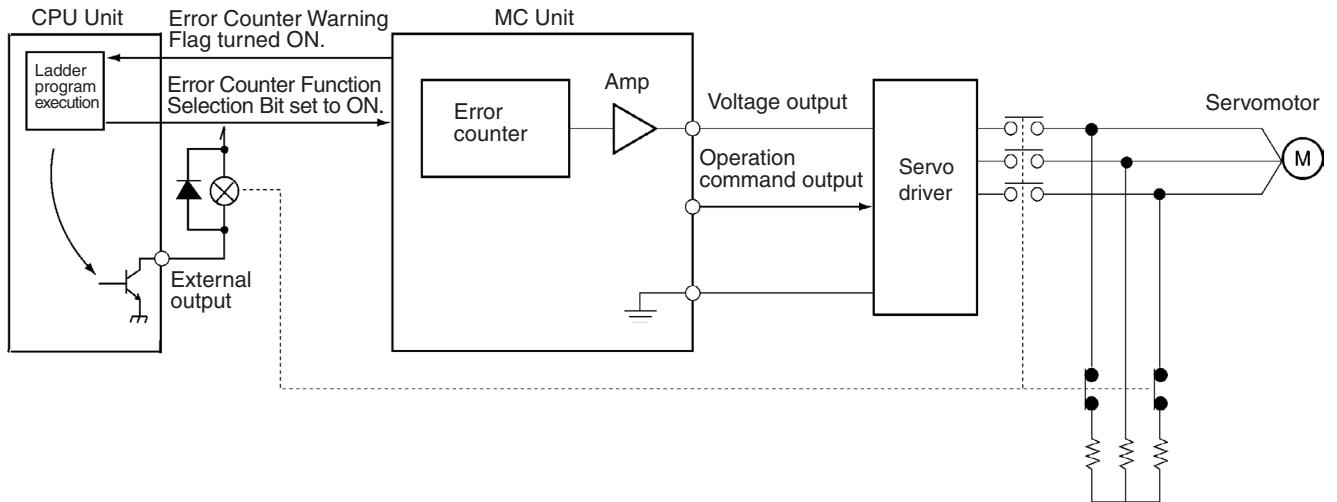 CPU Unit
Error Counter Warning
Flag turned ON.
MC Unit
Ladder
program
execution
Error Counter Function
Selection Bit set to ON.
Amp
Error
counter
Voltage output
Servomotor
Operation
command output
Servo
driver
M
External
output